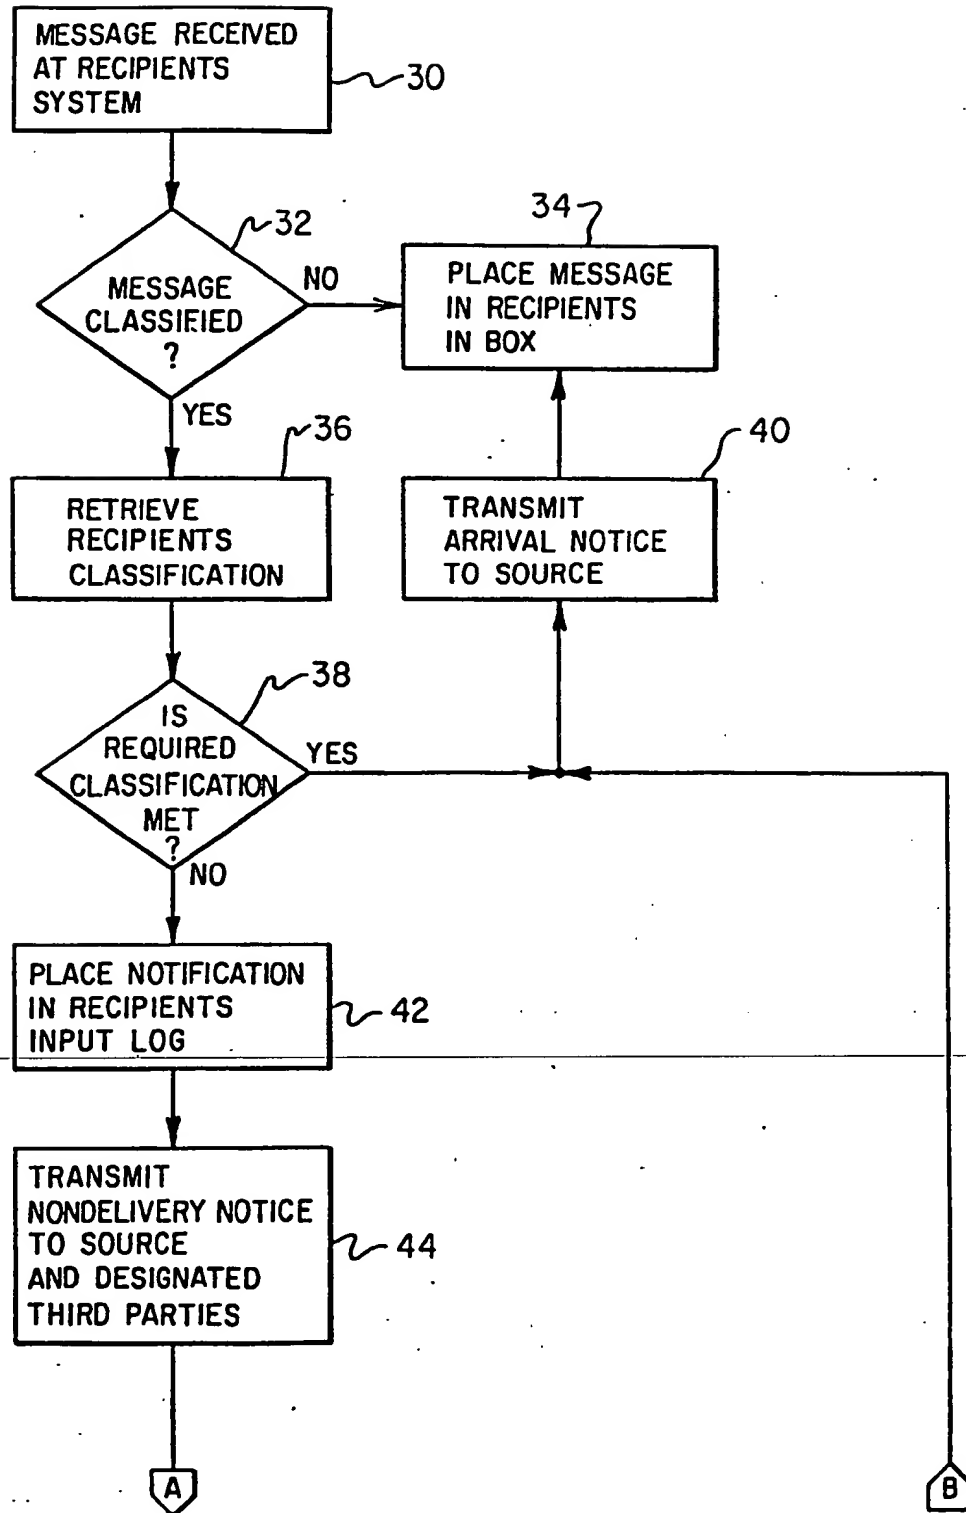 MESSAGE RECEIVED
AT RECIPIENTS
SYSTEM
30
32
MESSAGE
CLASSIFIED
?
NO
YES
34
PLACE MESSAGE
IN RECIPIENTS
IN BOX
36
RETRIEVE
RECIPIENTS
CLASSIFICATION
40
TRANSMIT
ARRIVAL NOTICE
TO SOURCE
38
IS
REQUIRED
CLASSIFICATION
MET
?
YES
NO
PLACE NOTIFICATION
IN RECIPIENTS
INPUT LOG
42
TRANSMIT
NONDELIVERY NOTICE
TO SOURCE
AND DESIGNATED
THIRD PARTIES
44
A
B